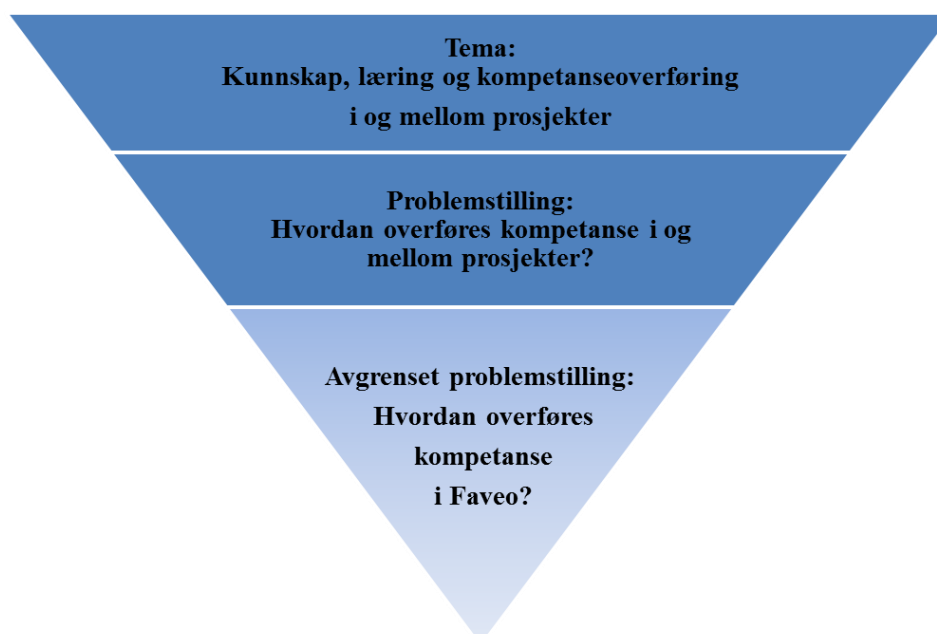 Tema:
Kunnskap, læring og kompetanseoverføring
i og mellom prosjekter
Problemstilling:
Hvordan overføres kompetanse i og
mellom prosjekter?
Avgrenset problemstilling:
Hvordan overføres
kompetanse
i Faveo?